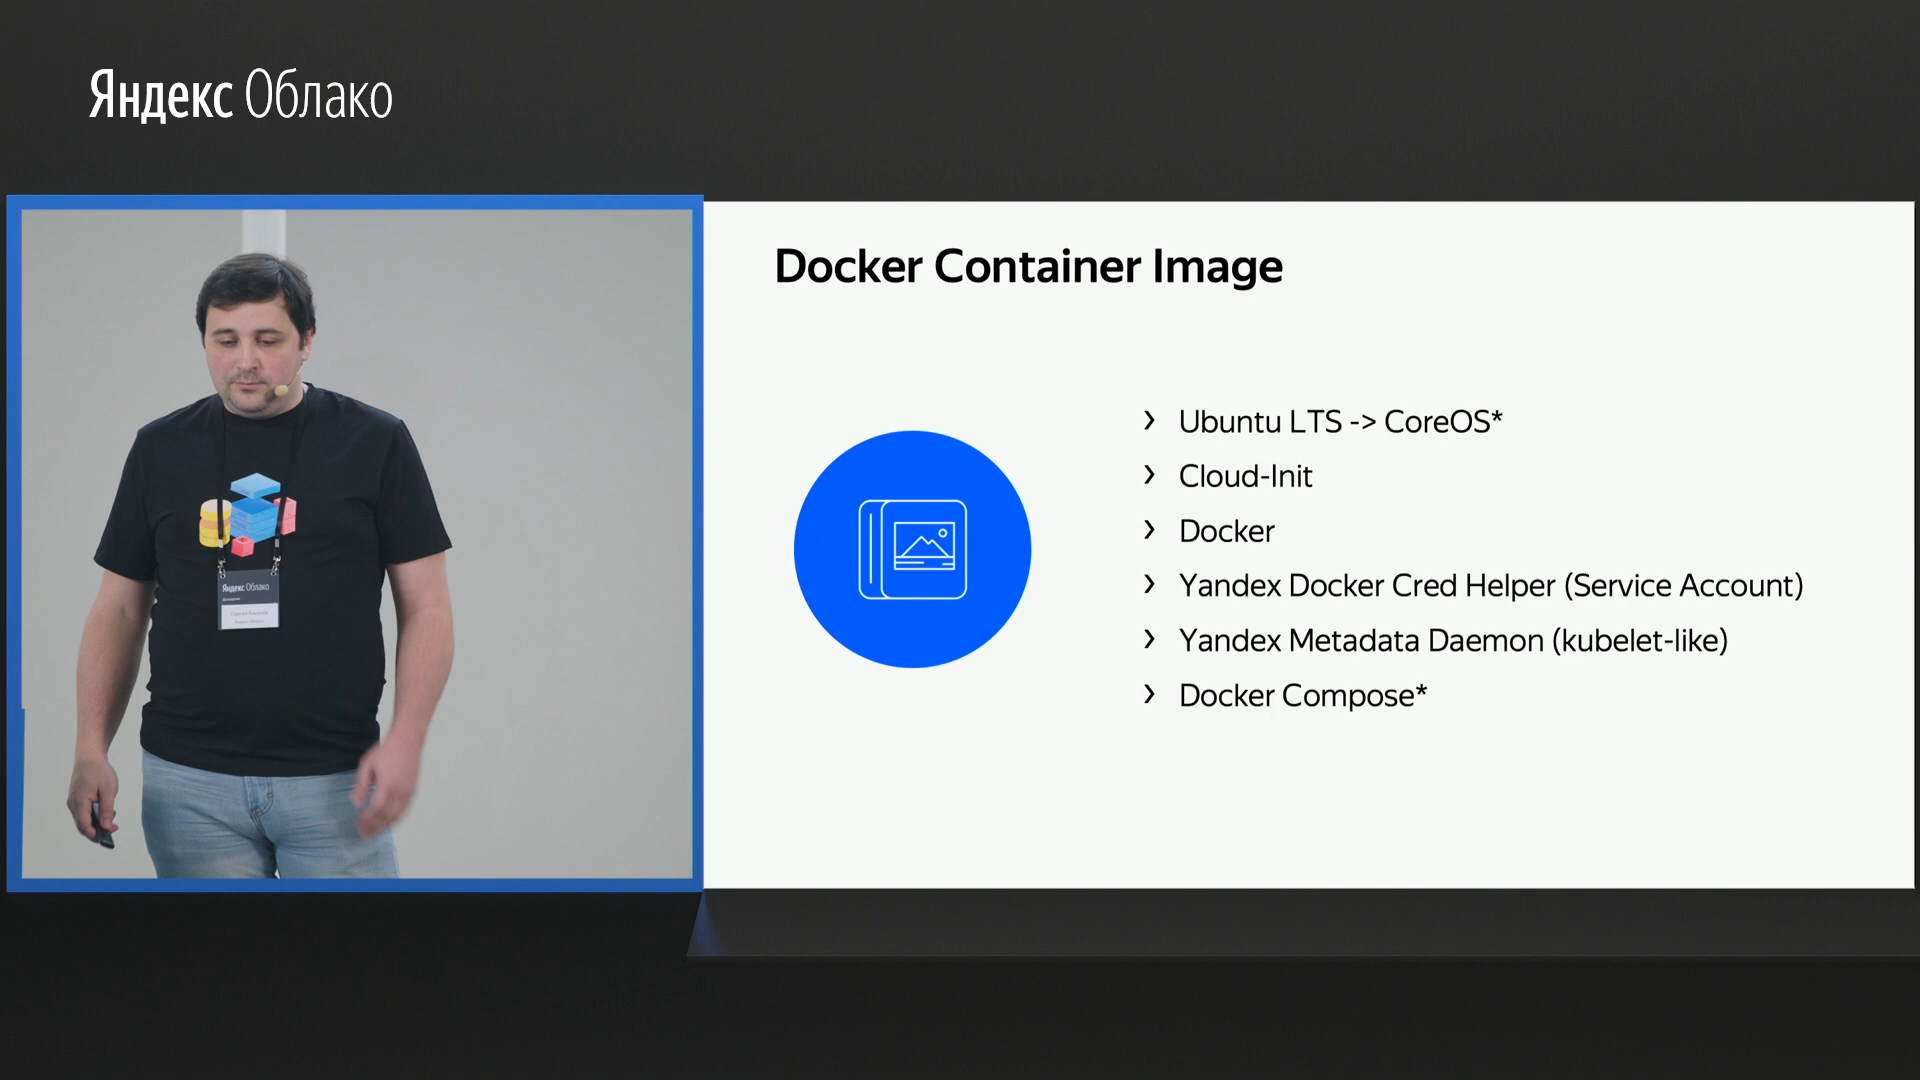 Яндекс Облако
Docker Container Image
› Ubuntu LTS -> CoreOS*
› Cloud-Init
› Docker
› Yandex Docker Cred Helper (Service Account)
› Yandex Metadata Daemon (kubelet-like)
› Docker Compose*
Яндекс Облако